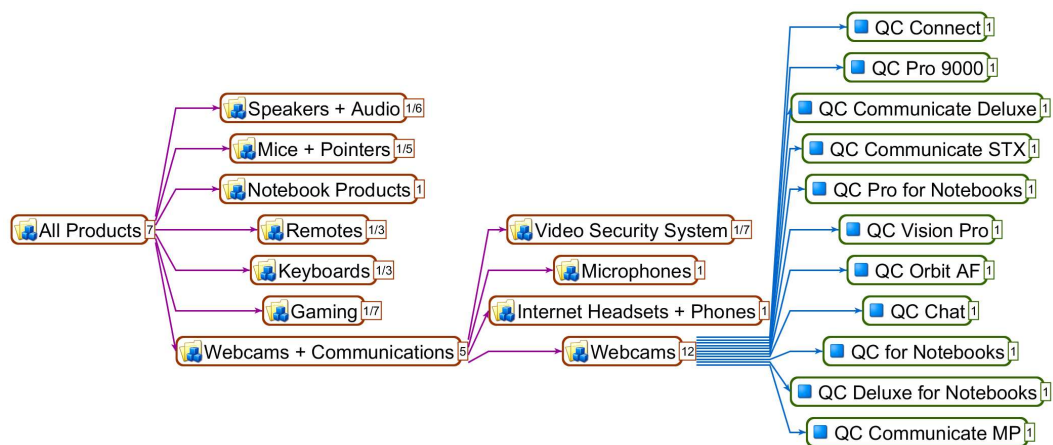 All Products 7
Speakers + Audio 1/6
Mice + Pointers 1/5
Notebook Products 1
Remotes 1/3
Keyboards 1/3
Gaming 1/7
Webcams + Communications 5
Video Security System 1/7
Microphones 1
Internet Headsets + Phones 1
Webcams 12
QC Connect 1
QC Pro 9000 1
QC Communicate Deluxe 1
QC Communicate STX 1
QC Pro for Notebooks 1
QC Vision Pro 1
QC Orbit AF 1
QC Chat 1
QC for Notebooks 1
QC Deluxe for Notebooks 1
QC Communicate MP 1